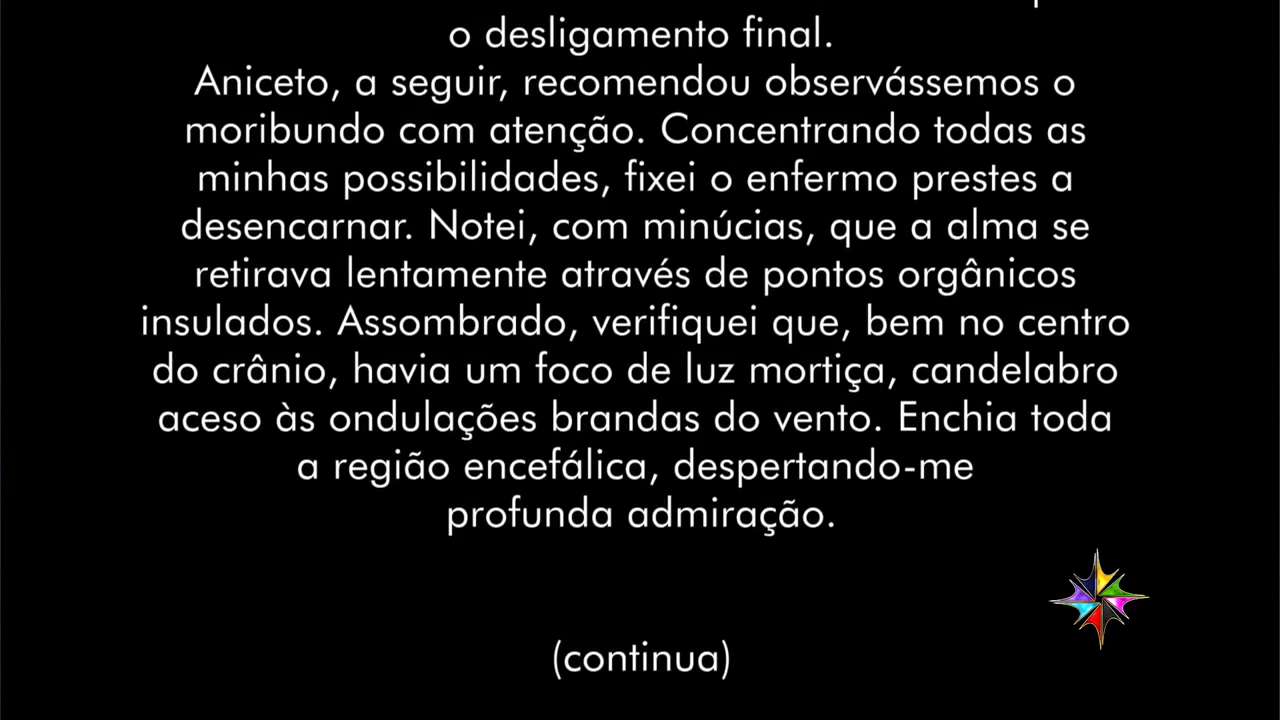 o desligamento final.
Aniceto, a seguir, recomendou observássemos o
moribundo com atenção. Concentrando todas as
minhas possibilidades, fixei o enfermo prestes a
desencarnar. Notei, com minúcias, que a alma se
retirava lentamente através de pontos orgânicos
insulados. Assombrado, verifiquei que, bem no centro
do crânio, havia um foco de luz mortiça, candelabro
aceso às ondulações brandas do vento. Enchia toda
a região encefálica, despertando-me
profunda admiração.
(continua)